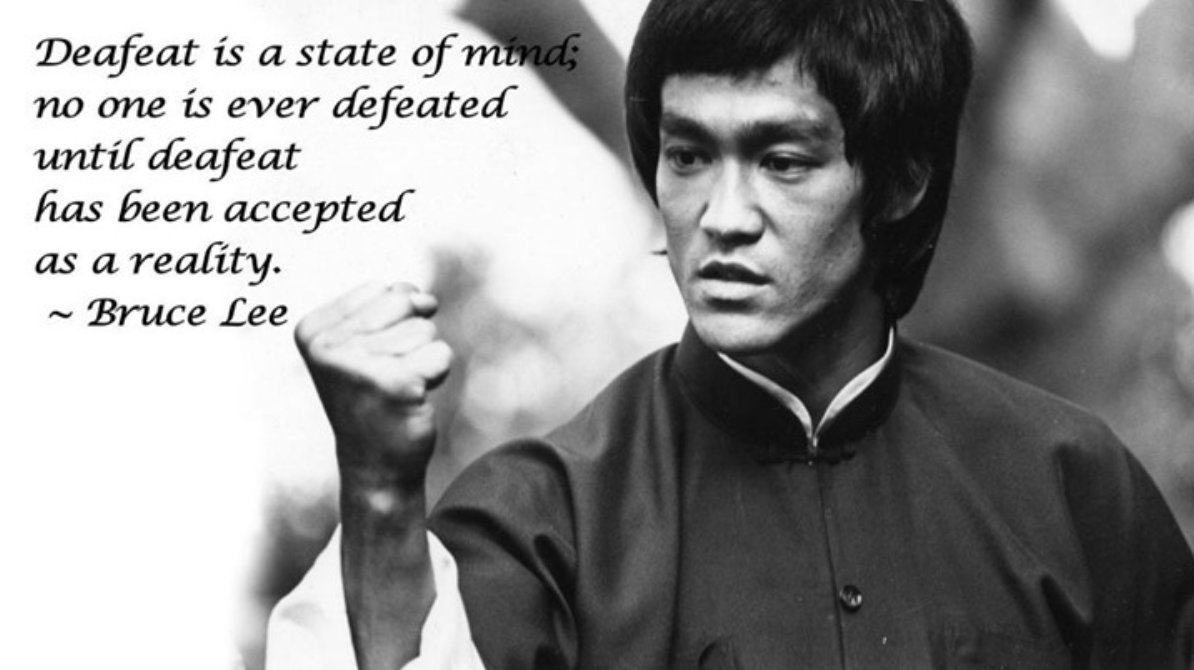 Deafeat is a state of mind;
no one is ever defeated
until deafeat
has been accepted
as a reality.
~ Bruce Lee